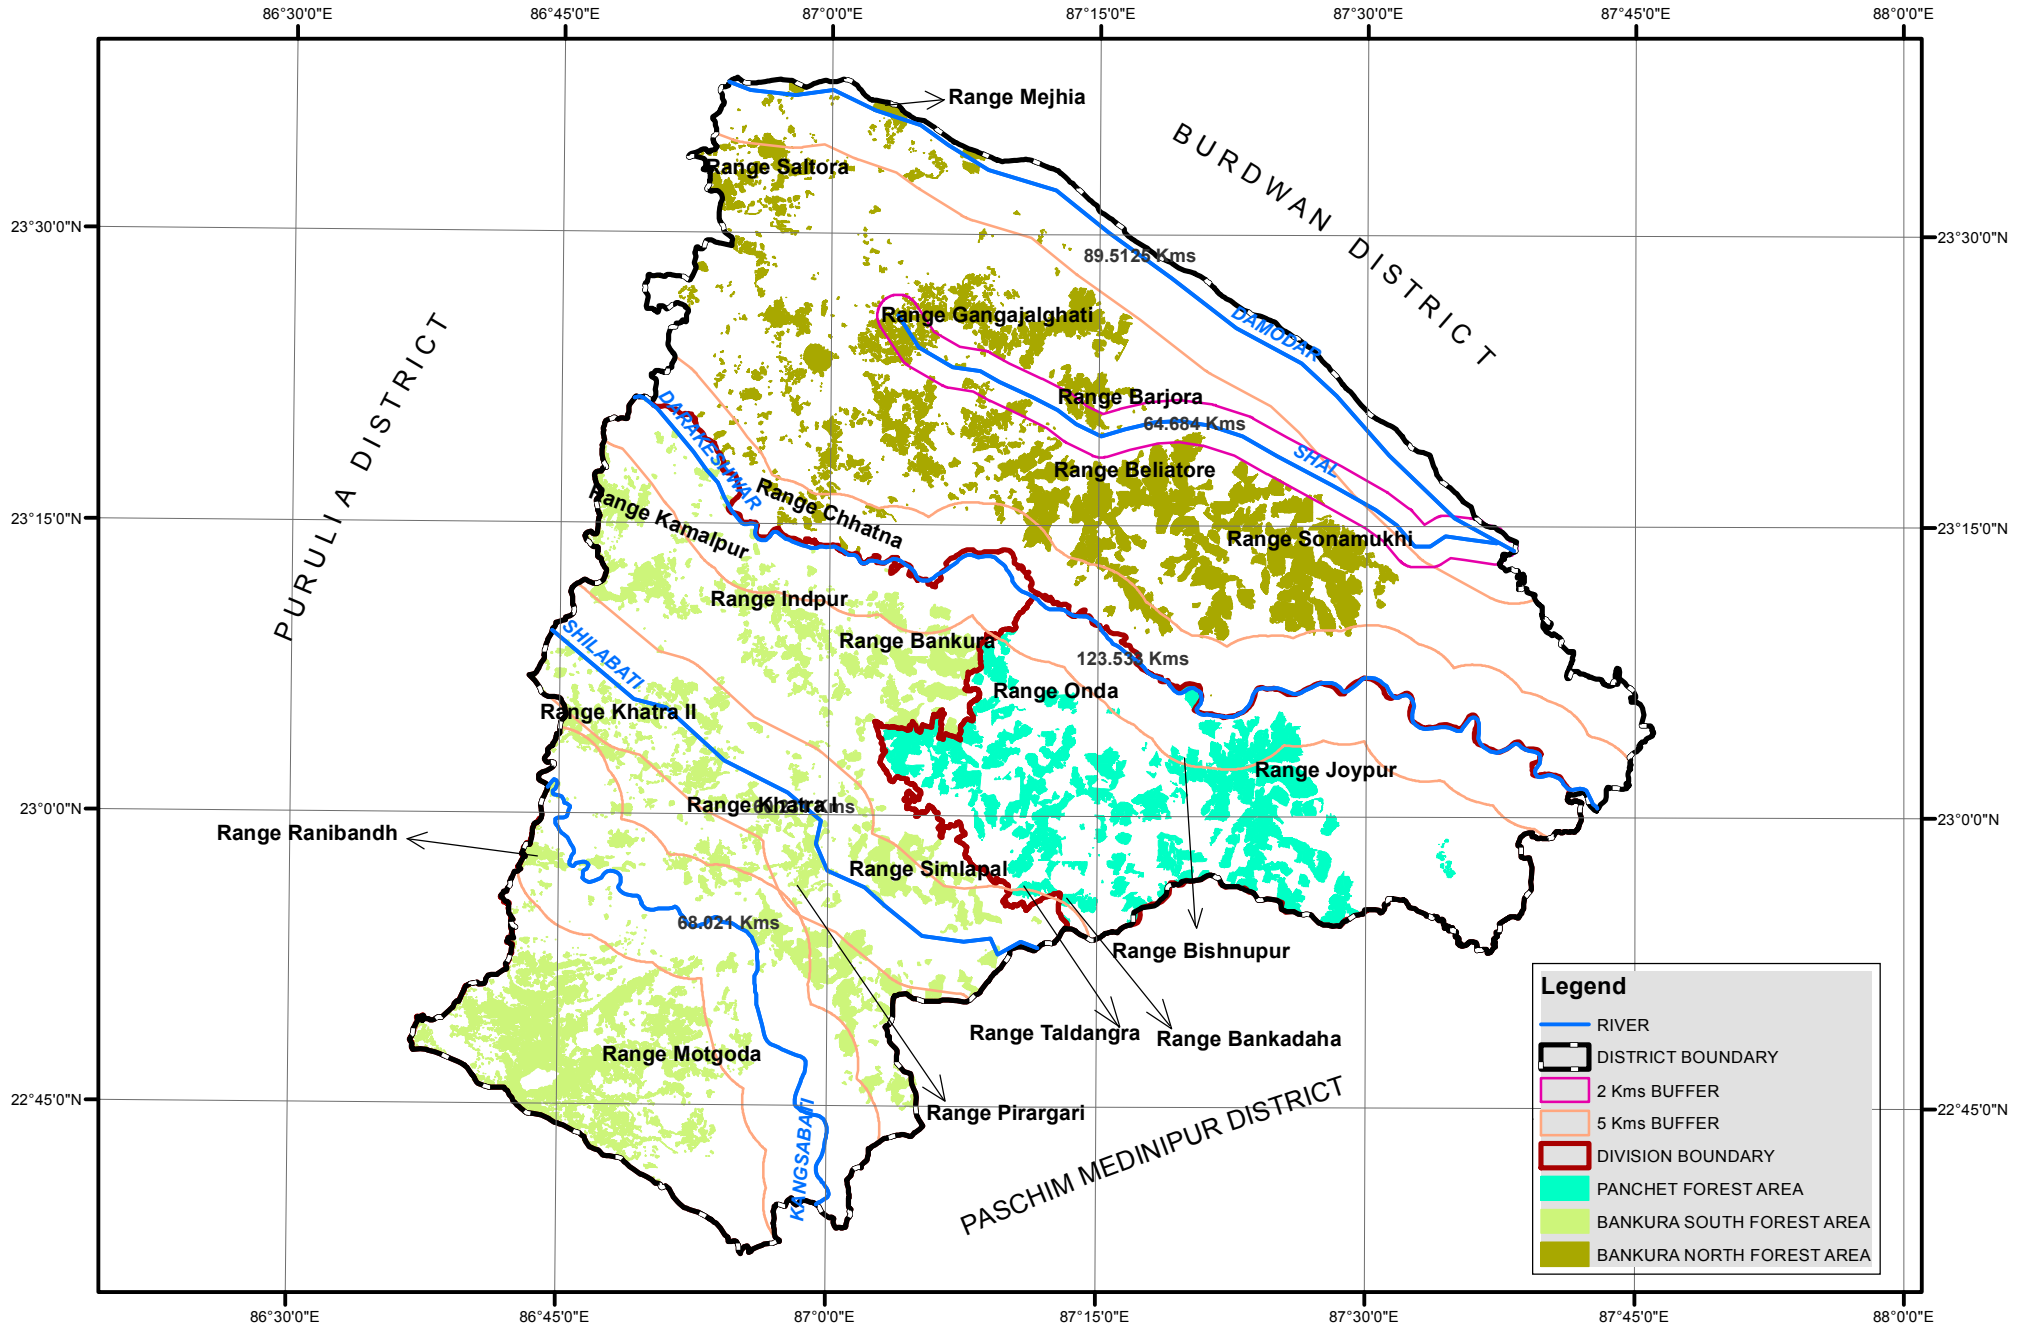 86°30'0"E
86°45'0"E
87°0'0"E
87°15'0"E
87°30'0"E
87°45'0"E
88°0'0"E
Range Mejhia
BURDWAN DISTRICT
Range Saltora
23°30'0"N
23°30'0"N
89.5125 Kms
Range Gangajalghati
DAMODAR
PURULIA DISTRICT
DARAKESHWAR
Range Barjora
64.684 Kms
SHAL
Range Beliatore
Range Kamalpur
Range Chhatna
23°15'0"N
23°15'0"N
Range Sonamukhi
Range Indpur
SHILABATI
Range Bankura
123.533 Kms
Range Onda
Range Khatra II
Range Joypur
Range Khatra I
Kms
23°0'0"N
23°0'0"N
Range Ranibandh
Range Simlapal
68.021 Kms
Range Bishnupur
Range Taldangra
Range Bankadaha
Range Motgoda
Range Pirargari
22°45'0"N
22°45'0"N
KANGSABATI
PASCHIM MEDINIPUR DISTRICT
Legend
RIVER
DISTRICT BOUNDARY
2 Kms BUFFER
5 Kms BUFFER
DIVISION BOUNDARY
PANCHET FOREST AREA
BANKURA SOUTH FOREST AREA
BANKURA NORTH FOREST AREA
86°30'0"E
86°45'0"E
87°0'0"E
87°15'0"E
87°30'0"E
87°45'0"E
88°0'0"E